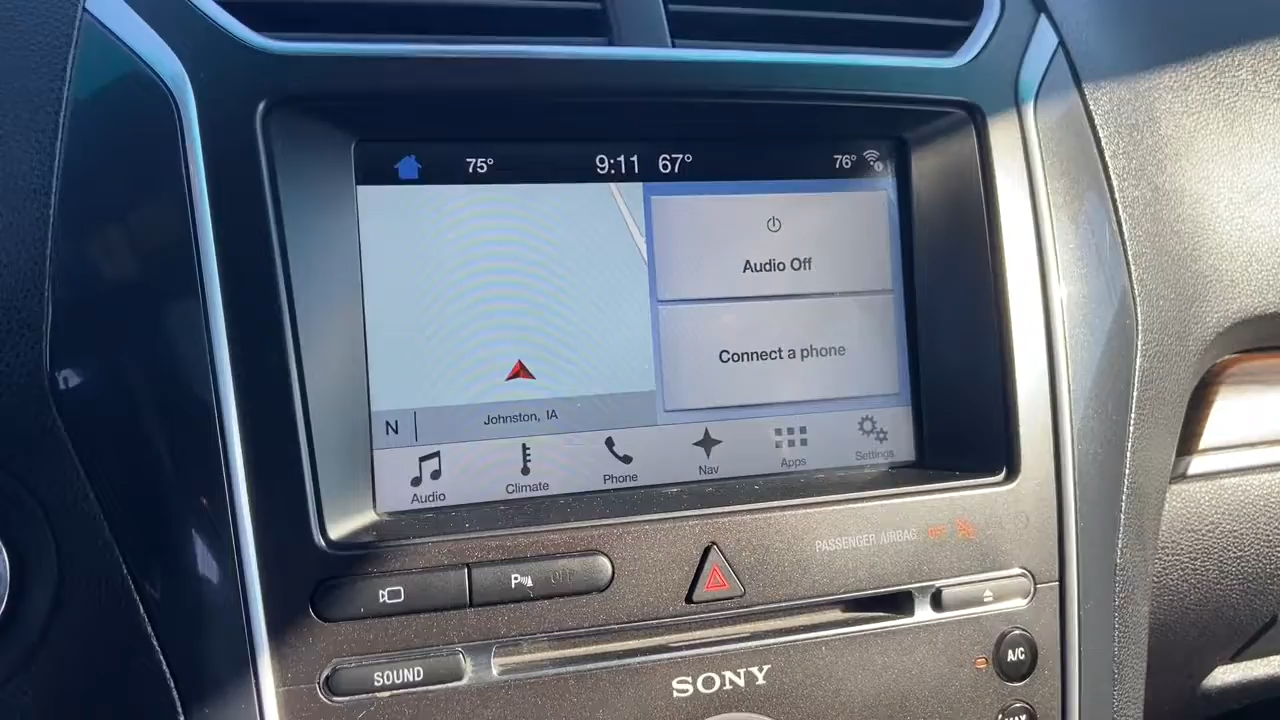 75° 9:11 67° 76°
Audio Off
Connect a phone
N Johnston, IA
Audio Climate Phone Nav Apps Settings
PASSENGER AIRBAG OFF
P OFF
SOUND
SONY
A/C